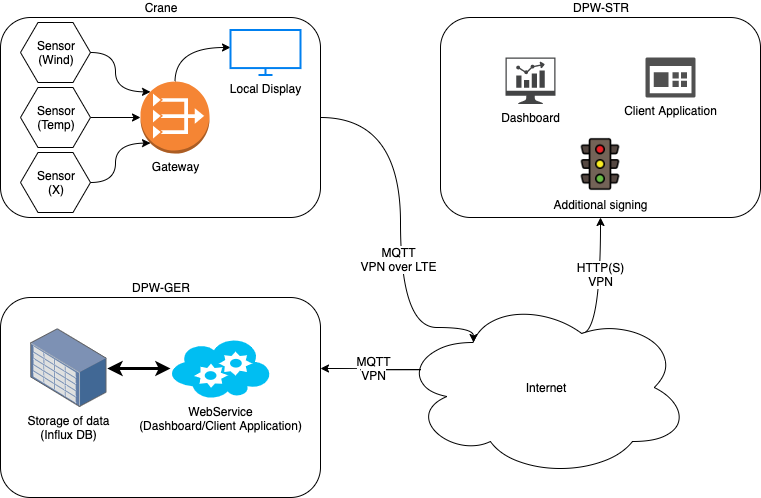 Crane
Sensor
(Wind)
Sensor
(Temp)
Sensor
(X)
Gateway
Local Display
DPW-STR
Dashboard
Client Application
Additional signing
MQTT
VPN over LTE
HTTP(S)
VPN
DPW-GER
Storage of data
(Influx DB)
WebService
(Dashboard/Client Application)
MQTT
VPN
Internet